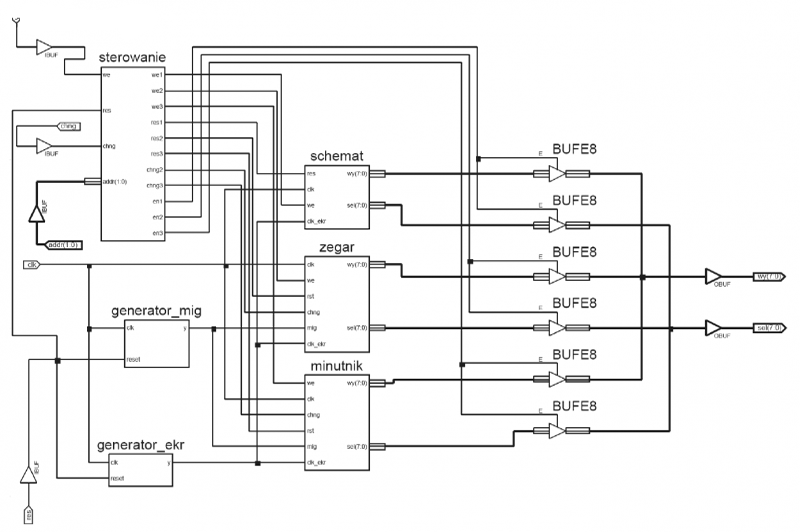 IBUF
sterowanie
we
res
chng
addr(1:0)
we1
we2
we3
res1
res2
res3
chng2
chng3
en1
en2
en3
chng
IBUF
IBUF
addr(1:0)
clk
schemat
res
clk
we
clk_ekr
wy(7:0)
sel(7:0)
zegar
clk
we
rst
chng
mig
clk_ekr
wy(7:0)
sel(7:0)
minutnik
we
clk
chng
rst
mig
clk_ekr
wy(7:0)
sel(7:0)
generator_mig
clk
reset
y
generator_ekr
clk
reset
y
IBUF
res
E
BUFE8
E
BUFE8
E
BUFE8
E
BUFE8
E
BUFE8
E
BUFE8
OBUF
wy(7:0)
OBUF
sel(7:0)